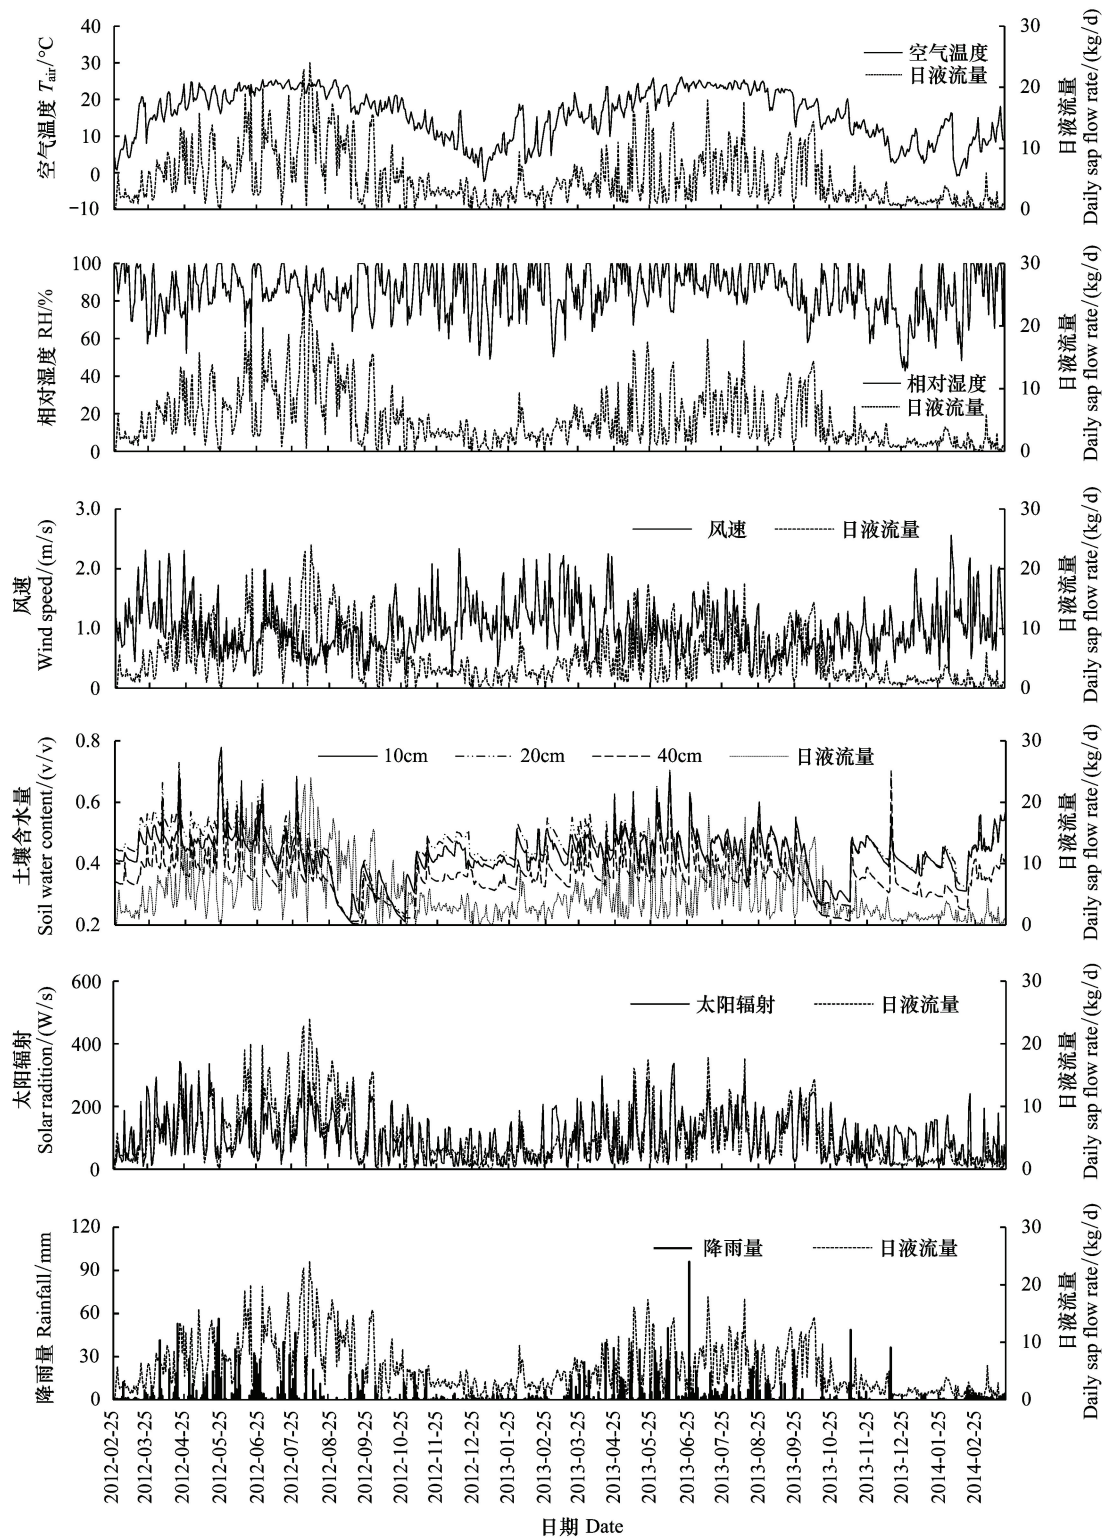 空气温度 Tair/°C
40
30
20
10
0
−10
空气温度
日液流量
30
20
10
0
日液流量
Daily sap flow rate/(kg/d)
相对湿度 RH/%
100
80
60
40
20
0
相对湿度
日液流量
30
20
10
0
日液流量
Daily sap flow rate/(kg/d)
风速
Wind speed/(m/s)
3.0
2.0
1.0
0
风速 日液流量
30
20
10
0
日液流量
Daily sap flow rate/(kg/d)
土壤含水量
Soil water content/(v/v)
0.8
0.6
0.4
0.2
10cm 20cm 40cm 日液流量
30
20
10
0
日液流量
Daily sap flow rate/(kg/d)
太阳辐射
Solar radition/(W/s)
600
400
200
0
太阳辐射 日液流量
30
20
10
0
日液流量
Daily sap flow rate/(kg/d)
降雨量 Rainfall/mm
120
90
60
30
0
降雨量 日液流量
30
20
10
0
日液流量
Daily sap flow rate/(kg/d)
2012-02-25
2012-03-25
2012-04-25
2012-05-25
2012-06-25
2012-07-25
2012-08-25
2012-09-25
2012-10-25
2012-11-25
2012-12-25
2013-01-25
2013-02-25
2013-03-25
2013-04-25
2013-05-25
2013-06-25
2013-07-25
2013-08-25
2013-09-25
2013-10-25
2013-11-25
2013-12-25
2014-01-25
2014-02-25
日期 Date